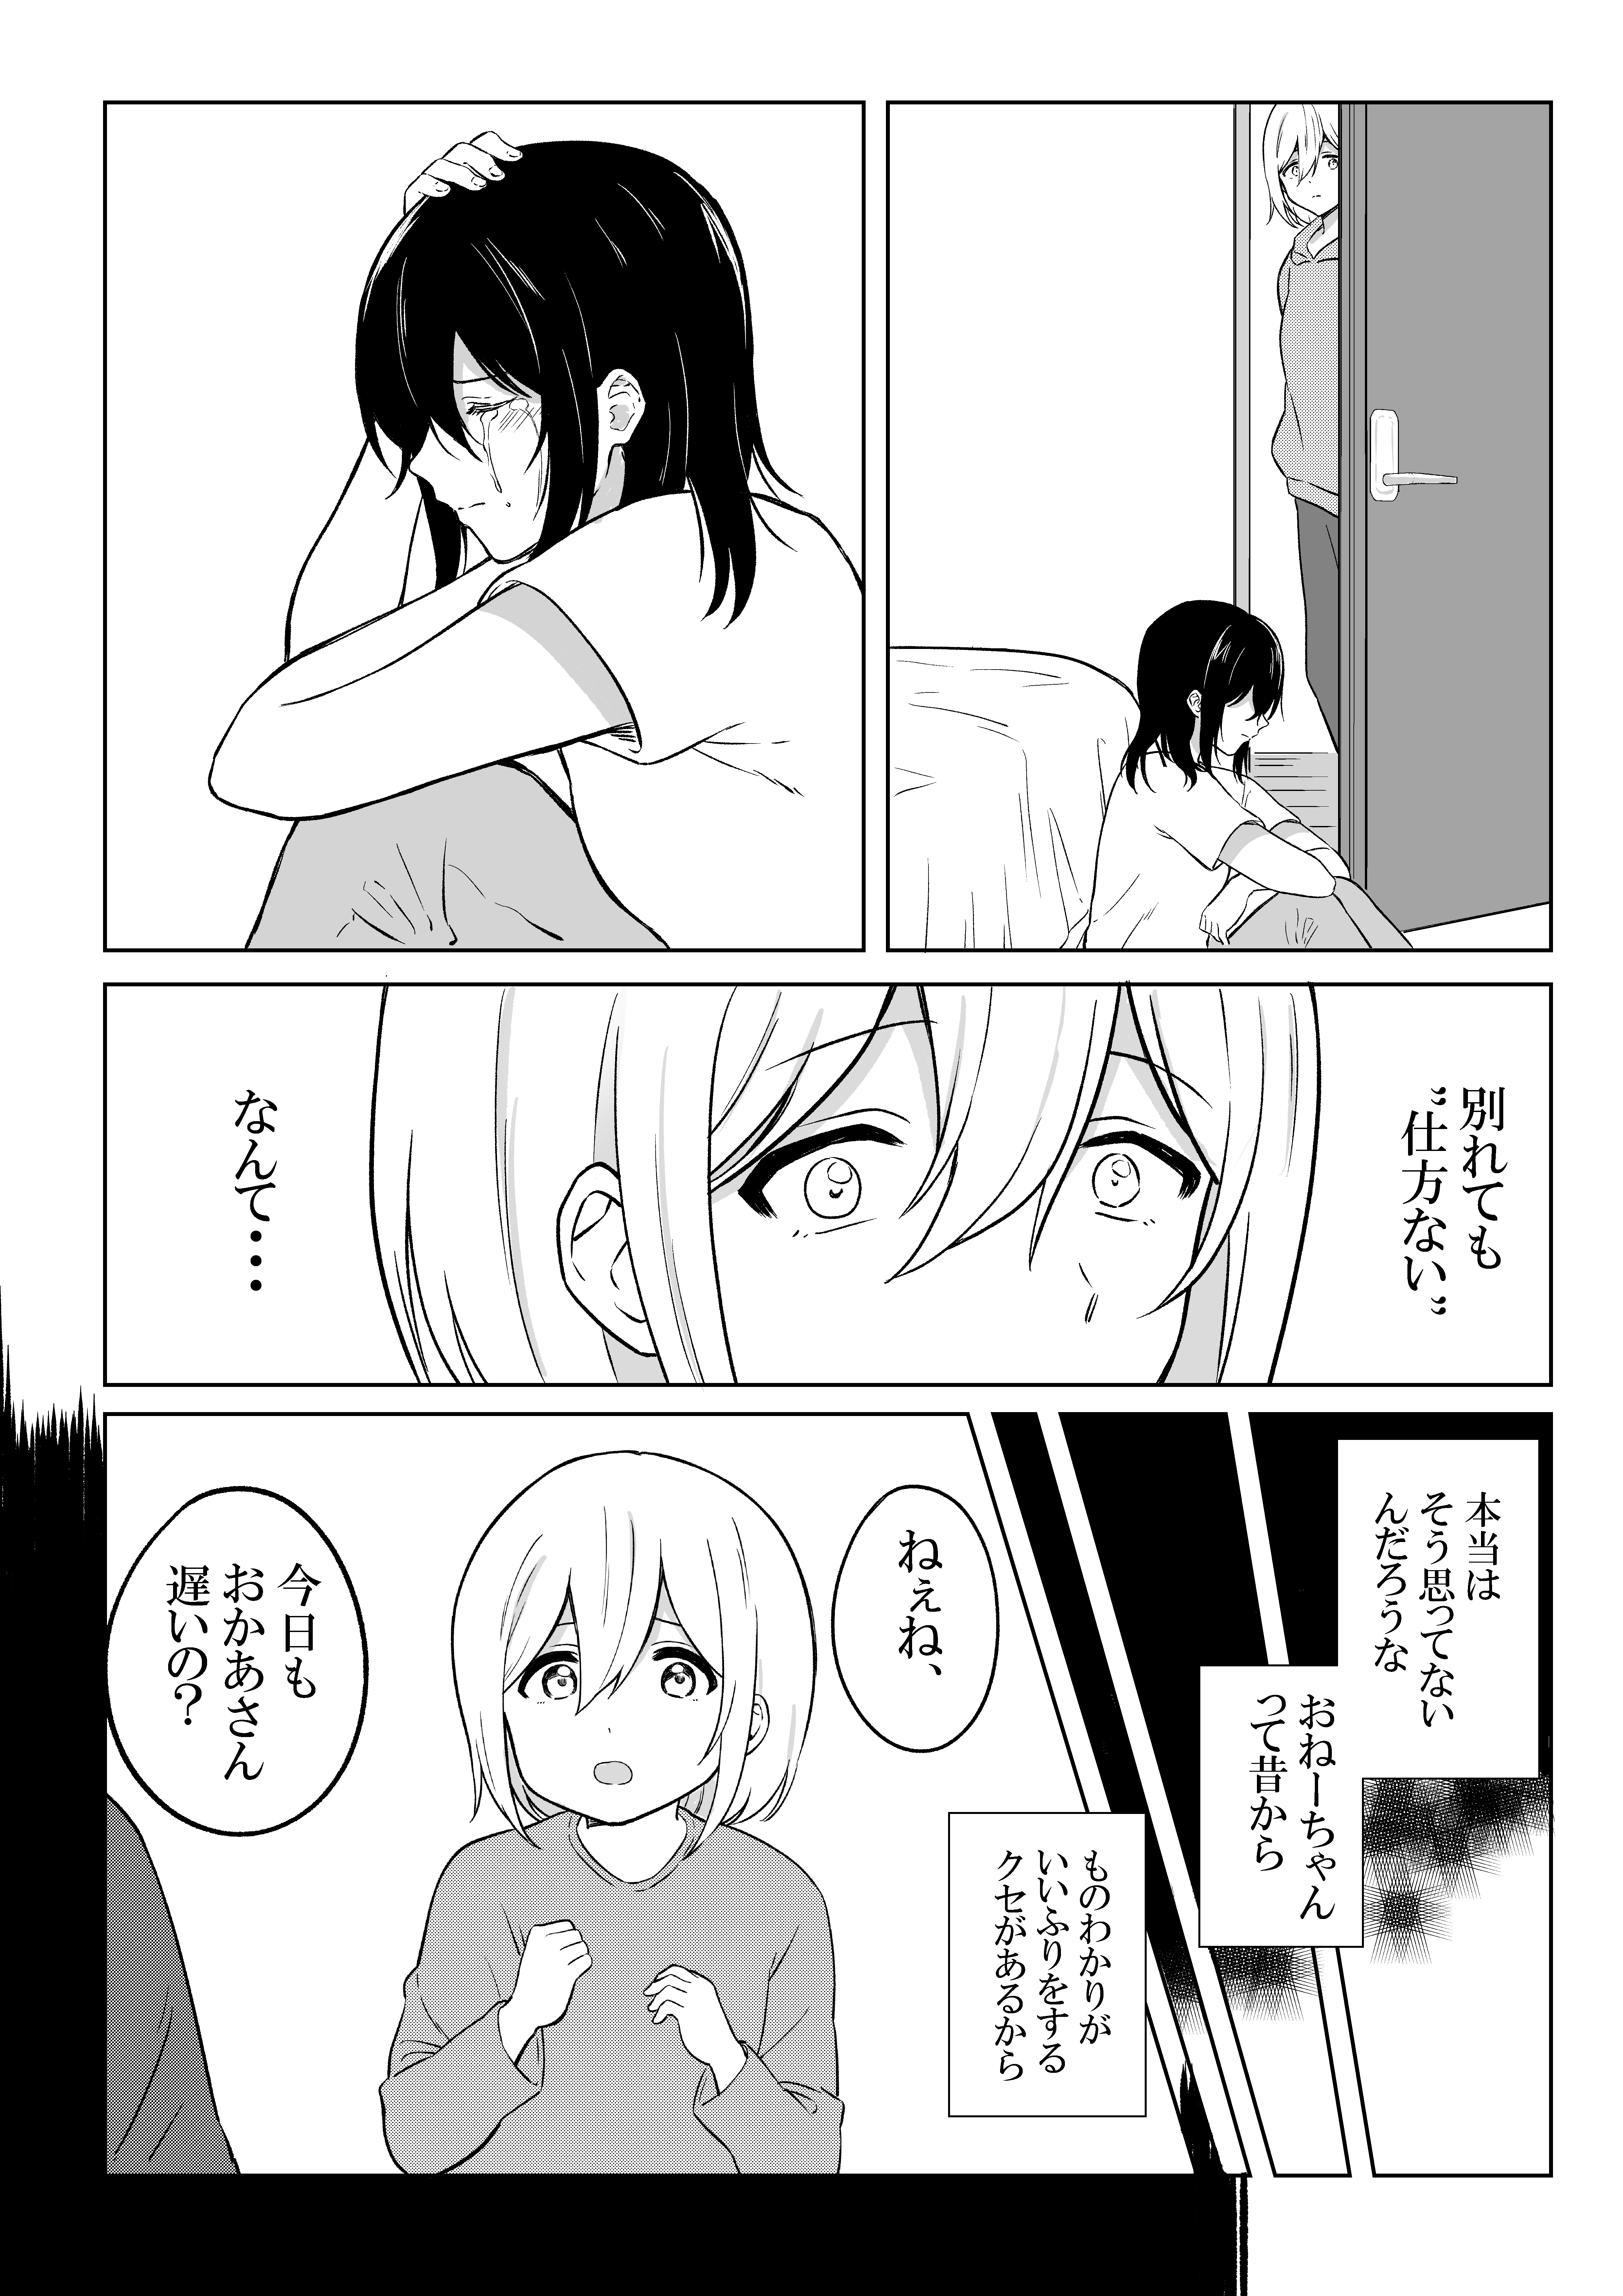 別れても
“仕方ない”
なんて・・・
本当は
そう思ってない
んだろうな
おねーちゃん
って昔から
ものわかりが
いいふりをする
クセがあるから
ねぇね、
今日も
おかあさん
遅いの？